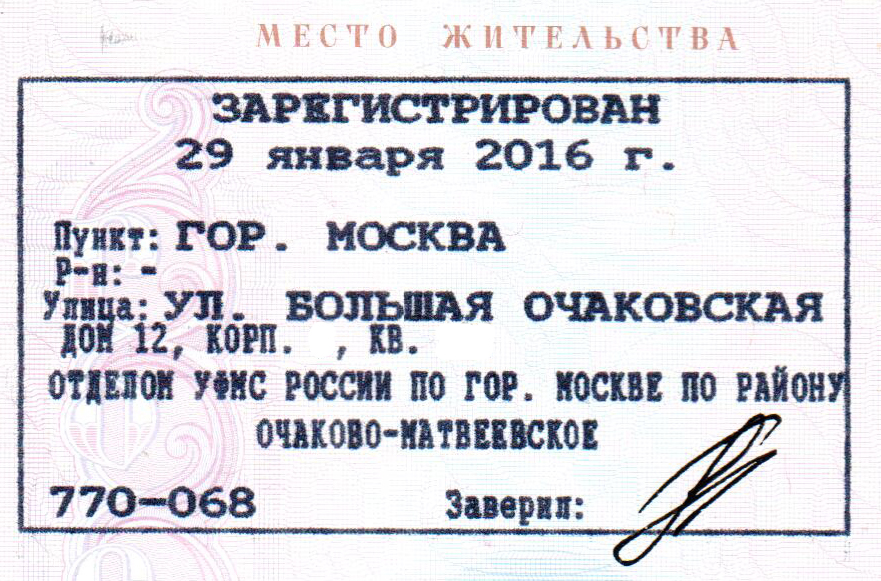 МЕСТО ЖИТЕЛЬСТВА
ЗАРЕГИСТРИРОВАН
29 января 2016 г.
Пункт: ГОР. МОСКВА
Р-н: -
Улица: УЛ. БОЛЬШАЯ ОЧАКОВСКАЯ
ДОМ 12, КОРП. , КВ.
ОТДЕЛОМ УФМС РОССИИ ПО ГОР. МОСКВЕ ПО РАЙОНУ
ОЧАКОВО-МАТВЕЕВСКОЕ
770-068 Заверил: